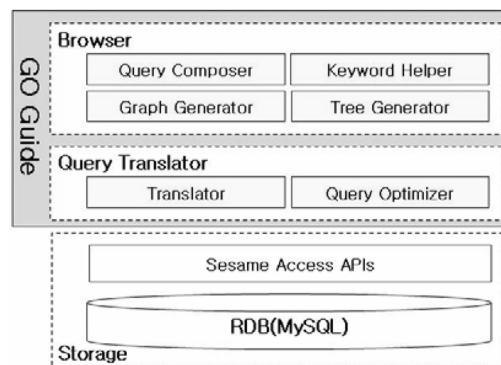 GO Guide
Browser
Query Composer Keyword Helper
Graph Generator Tree Generator
Query Translator
Translator Query Optimizer
Sesame Access APIs
RDB(MySQL)
Storage